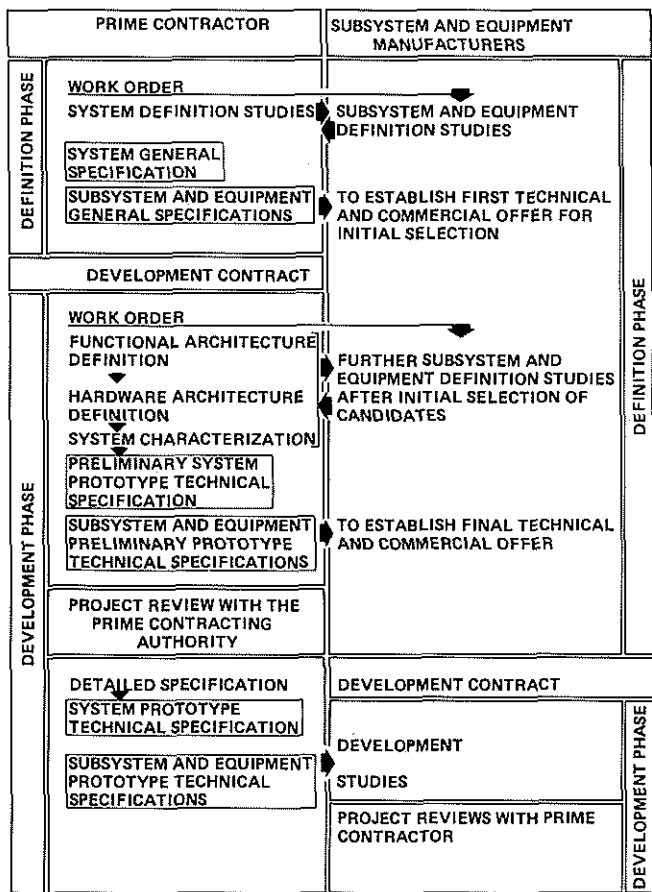 PRIME CONTRACTOR
SUBSYSTEM AND EQUIPMENT
MANUFACTURERS
DEFINITION PHASE
WORK ORDER
SYSTEM DEFINITION STUDIES
SUBSYSTEM AND EQUIPMENT
DEFINITION STUDIES
SYSTEM GENERAL
SPECIFICATION
SUBSYSTEM AND EQUIPMENT
GENERAL SPECIFICATIONS
TO ESTABLISH FIRST TECHNICAL
AND COMMERCIAL OFFER FOR
INITIAL SELECTION
DEFINITION PHASE
DEVELOPMENT CONTRACT
DEVELOPMENT PHASE
WORK ORDER
FUNCTIONAL ARCHITECTURE
DEFINITION
HARDWARE ARCHITECTURE
DEFINITION
SYSTEM CHARACTERIZATION
FURTHER SUBSYSTEM AND
EQUIPMENT DEFINITION STUDIES
AFTER INITIAL SELECTION OF
CANDIDATES
PRELIMINARY SYSTEM
PROTOTYPE TECHNICAL
SPECIFICATION
SUBSYSTEM AND EQUIPMENT
PRELIMINARY PROTOTYPE
TECHNICAL SPECIFICATIONS
TO ESTABLISH FINAL TECHNICAL
AND COMMERCIAL OFFER
PROJECT REVIEW WITH THE
PRIME CONTRACTING
AUTHORITY
DETAILED SPECIFICATION
SYSTEM PROTOTYPE
TECHNICAL SPECIFICATION
SUBSYSTEM AND EQUIPMENT
PROTOTYPE TECHNICAL
SPECIFICATIONS
DEVELOPMENT CONTRACT
DEVELOPMENT
STUDIES
PROJECT REVIEWS WITH PRIME
CONTRACTOR
DEVELOPMENT PHASE